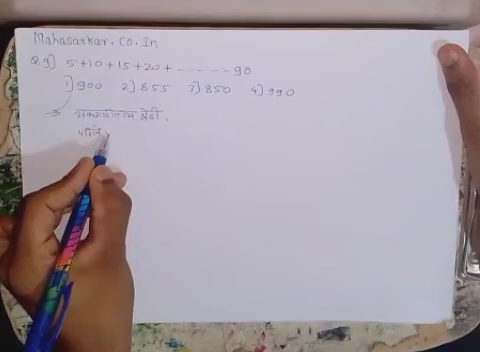 Mahasarkar.Co.In
Q 9] 5+10+15+20+------90
1] 900 2] 855 3] 850 4] 990